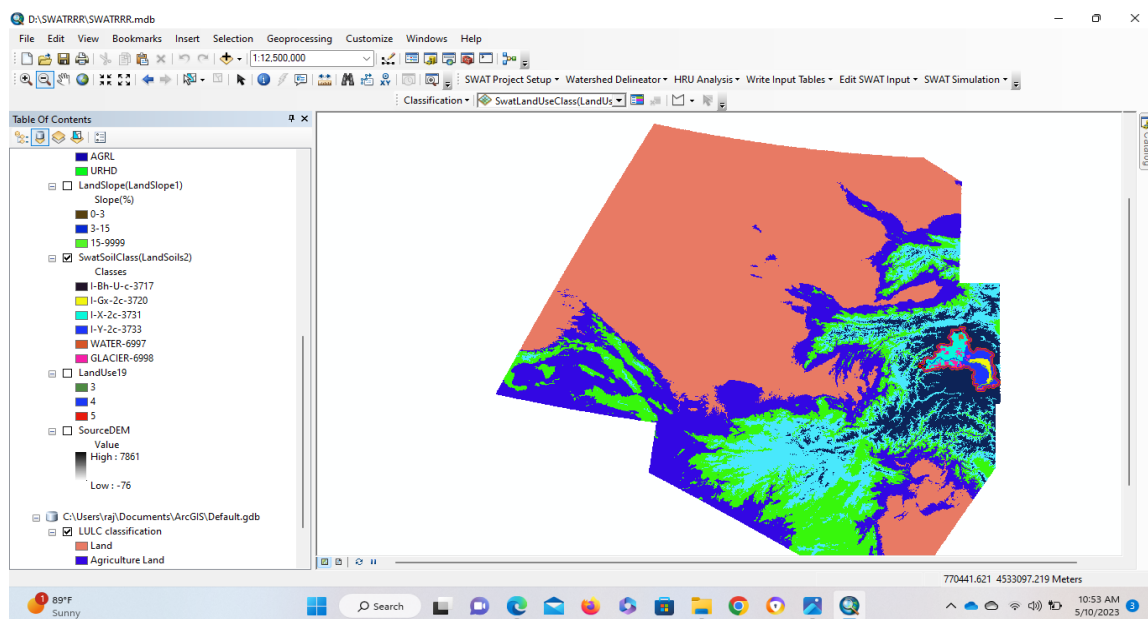 D:\SWATRRR\SWATRRR.mdb
File Edit View Bookmarks Insert Selection Geoprocessing Customize Windows Help
1:12,500,000
SWAT Project Setup Watershed Delineator HRU Analysis Write Input Tables Edit SWAT Input SWAT Simulation
Classification SwatLandUseClass(LandUs
Table Of Contents
Catalog
AGRL
URHD
LandSlope(LandSlope1)
Slope(%)
0-3
3-15
15-9999
SwatSoilClass(LandSoils2)
Classes
I-Bh-U-c-3717
I-Gx-2c-3720
I-X-2c-3731
I-Y-2c-3733
WATER-6997
GLACIER-6998
LandUse19
3
4
5
SourceDEM
Value
High : 7861
Low : -76
C:\Users\raj\Documents\ArcGIS\Default.gdb
LULC classification
Land
Agriculture Land
770441.621 4533097.219 Meters
1
89°F
Sunny
Search
10:53 AM
5/10/2023
3